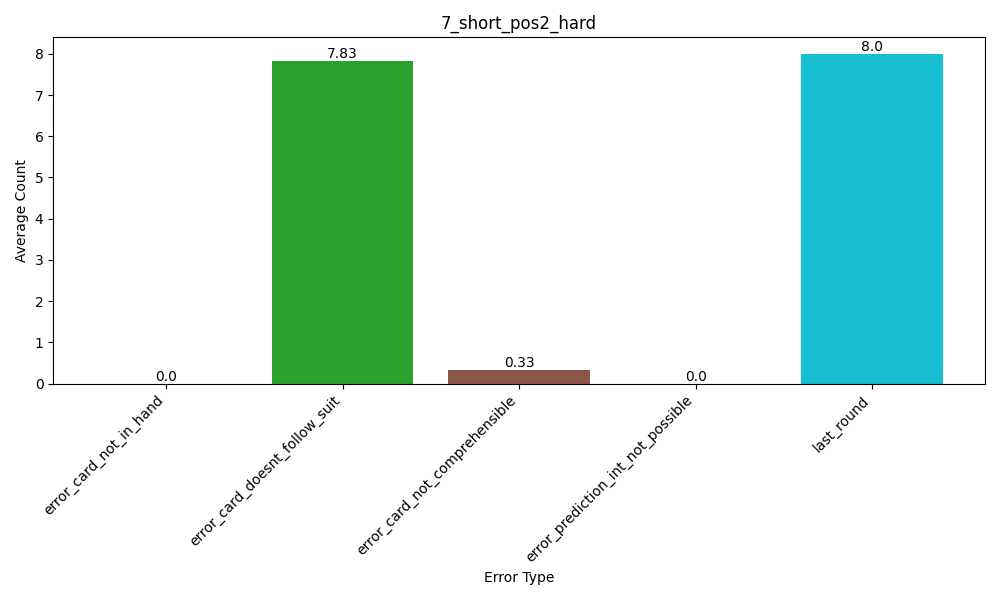 7_short_pos2_hard
Average Count
8
7
6
5
4
3
2
1
0
0.0
7.83
0.33
0.0
8.0
error_card_not_in_hand
error_card_doesnt_follow_suit
error_card_not_comprehensible
error_prediction_int_not_possible
last_round
Error Type